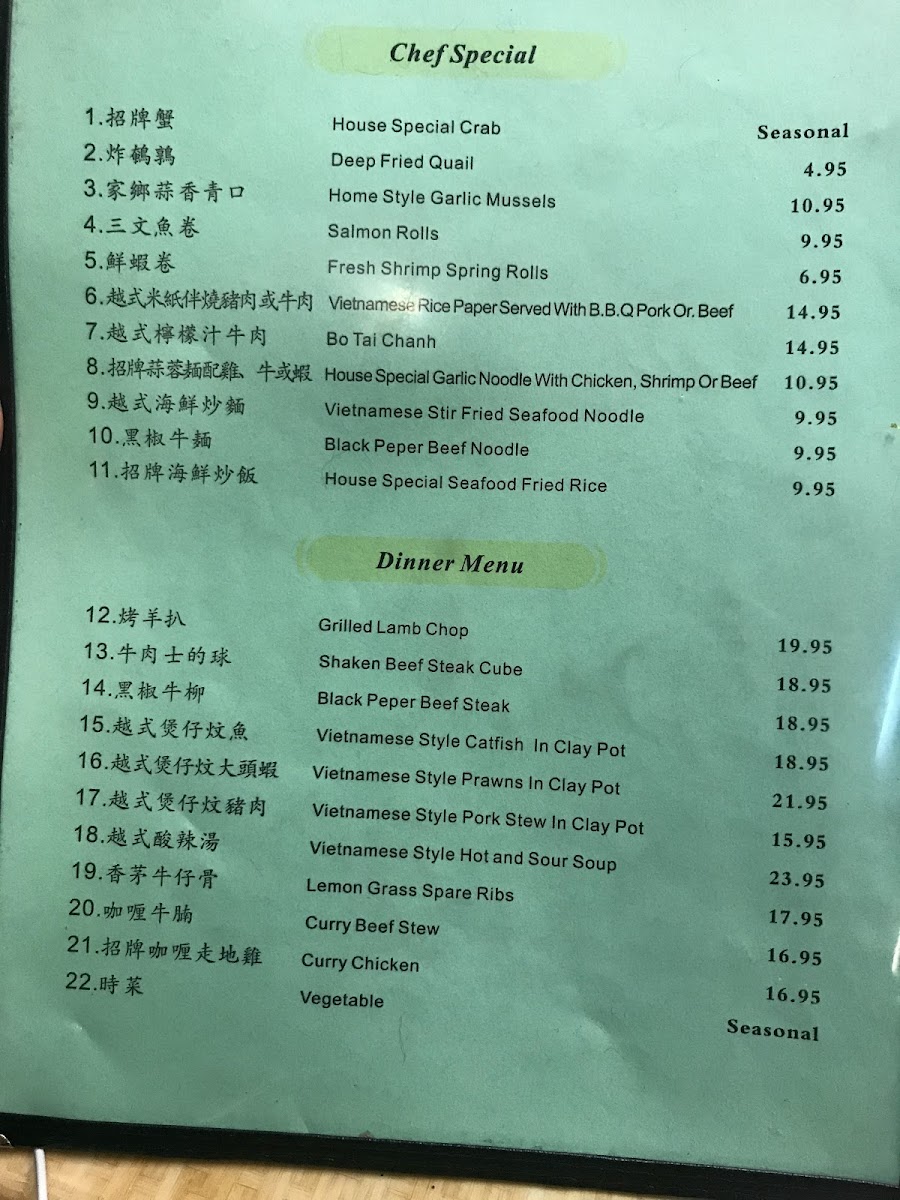 Chef Special
1.招牌蟹 House Special Crab Seasonal
2.炸鵪鶉 Deep Fried Quail 4.95
3.家鄉蒜香青口 Home Style Garlic Mussels 10.95
4.三文魚卷 Salmon Rolls 9.95
5.鮮蝦卷 Fresh Shrimp Spring Rolls 6.95
6.越式米紙伴燒豬肉或牛肉 Vietnamese Rice Paper Served With B.B.Q Pork Or. Beef 14.95
7.越式檸檬汁牛肉 Bo Tai Chanh 14.95
8.招牌蒜蓉麵配雞、牛或蝦 House Special Garlic Noodle With Chicken, Shrimp Or Beef 10.95
9.越式海鮮炒麵 Vietnamese Stir Fried Seafood Noodle 9.95
10.黑椒牛麵 Black Peper Beef Noodle 9.95
11.招牌海鮮炒飯 House Special Seafood Fried Rice 9.95
Dinner Menu
12.烤羊扒 Grilled Lamb Chop 19.95
13.牛肉士的球 Shaken Beef Steak Cube 18.95
14.黑椒牛柳 Black Peper Beef Steak 18.95
15.越式煲仔炆魚 Vietnamese Style Catfish In Clay Pot 18.95
16.越式煲仔炆大頭蝦 Vietnamese Style Prawns In Clay Pot 21.95
17.越式煲仔炆豬肉 Vietnamese Style Pork Stew In Clay Pot 15.95
18.越式酸辣湯 Vietnamese Style Hot and Sour Soup 23.95
19.香茅牛仔骨 Lemon Grass Spare Ribs 17.95
20.咖喱牛腩 Curry Beef Stew 16.95
21.招牌咖喱走地雞 Curry Chicken 16.95
22.時菜 Vegetable Seasonal